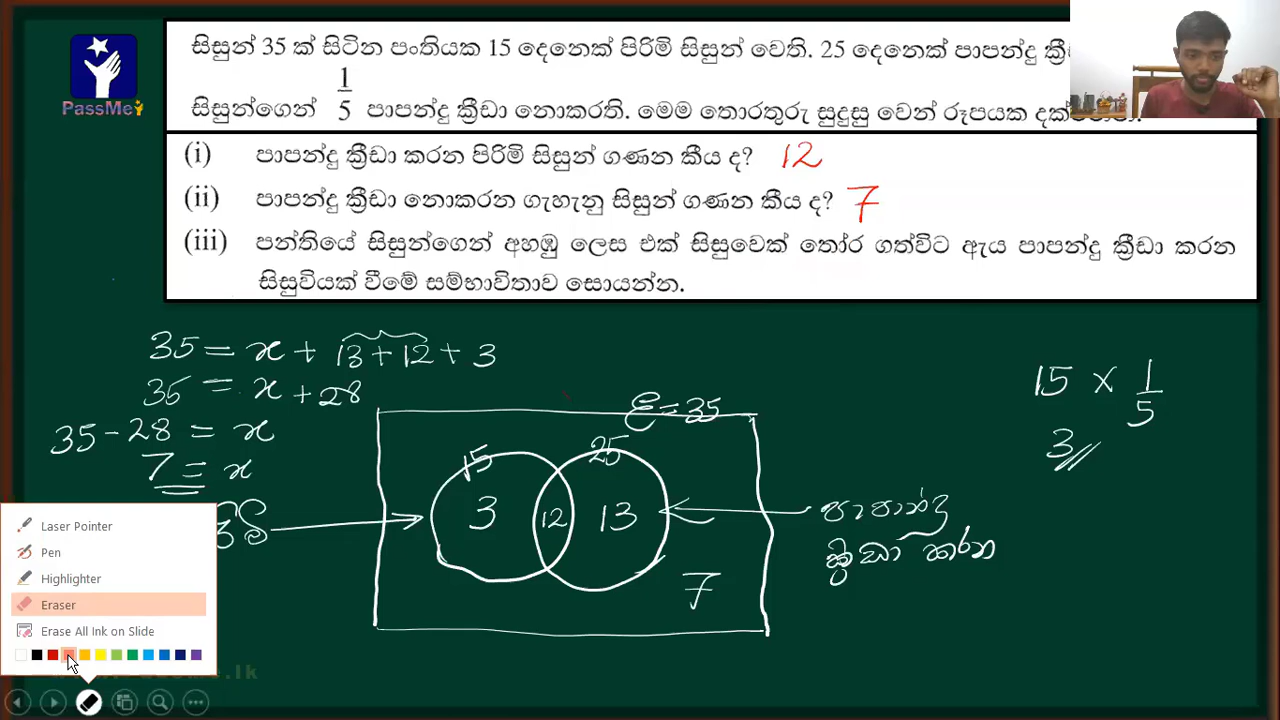 සිසුන් 35 ක් සිටින පංතියක 15 දෙනෙක් පිරිමි සිසුන් වෙති. 25 දෙනෙක් පාපන්දු
සිසුන්ගෙන් 1/5 පාපන්දු ක්‍රීඩා නොකරති. මෙම තොරතුරු සුදුසු වෙන් රූපයක
PassMe
(i) පාපන්දු ක්‍රීඩා කරන පිරිමි සිසුන් ගණන කීය ද? 12
(ii) පාපන්දු ක්‍රීඩා නොකරන ගැහැනු සිසුන් ගණන කීය ද? 7
(iii) පන්තියේ සිසුන්ගෙන් අහඹු ලෙස එක් සිසුවෙක් තෝර ගත්විට ඇය පාපන්දු ක්‍රීඩා කරන
සිසුවියක් වීමේ සම්භාවිතාව සොයන්න.
35 = x + 13 + 12 + 3
35 = x + 28
35 - 28 = x
7 = x
15 × 1/5
3
ℰ = 35
15 25
3 12 13
7
පාපාන්දු
ක්‍රිඩා කරන
Laser Pointer
Pen
Highlighter
Eraser
Erase All Ink on Slide